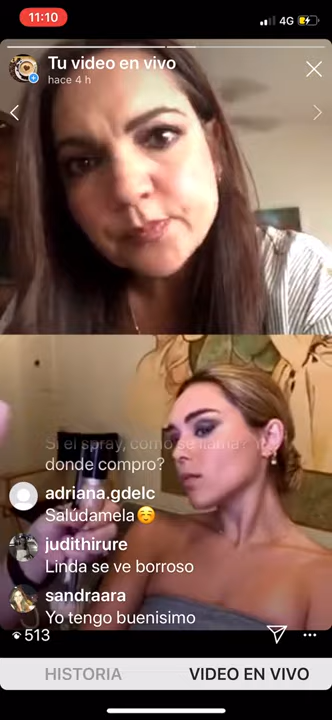 11:10
4G
Tu video en vivo
hace 4 h
Si el spray, como se llama? Y
donde compro?
adriana.gdelc
Salúdamela☺️
judithirure
Linda se ve borroso
sandraara
Yo tengo buenisimo
513
HISTORIA
VIDEO EN VIVO